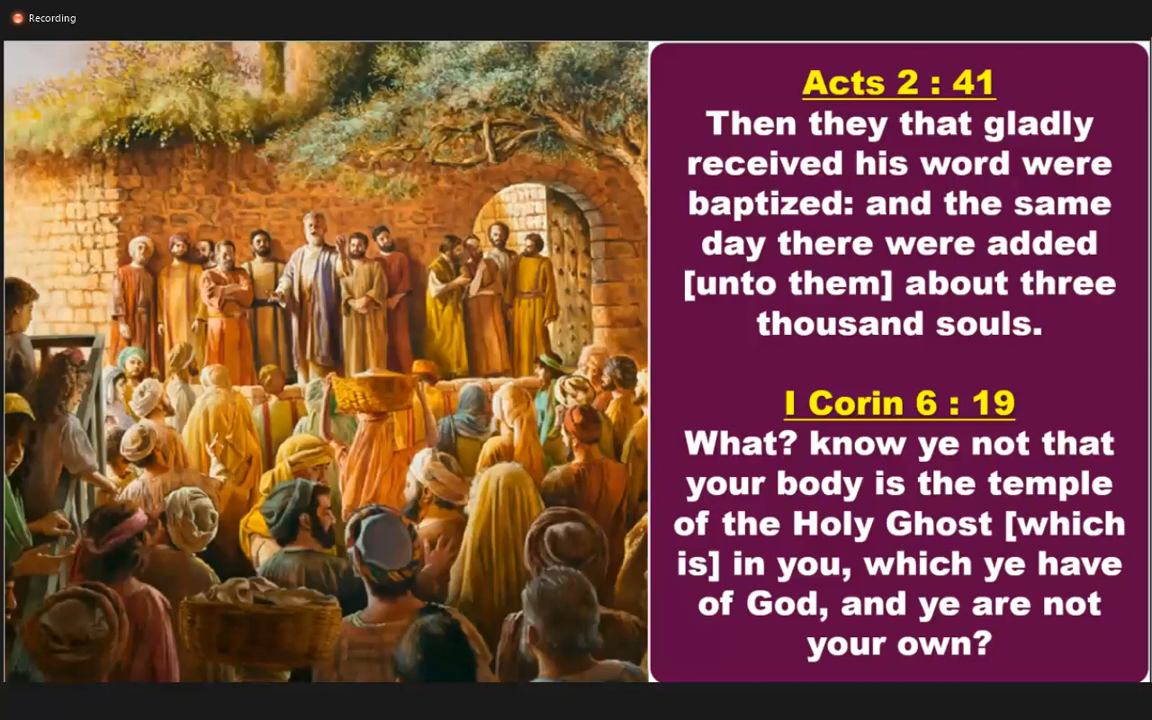 Recording
Acts 2 : 41
Then they that gladly
received his word were
baptized: and the same
day there were added
[unto them] about three
thousand souls.
I Corin 6 : 19
What? know ye not that
your body is the temple
of the Holy Ghost [which
is] in you, which ye have
of God, and ye are not
your own?